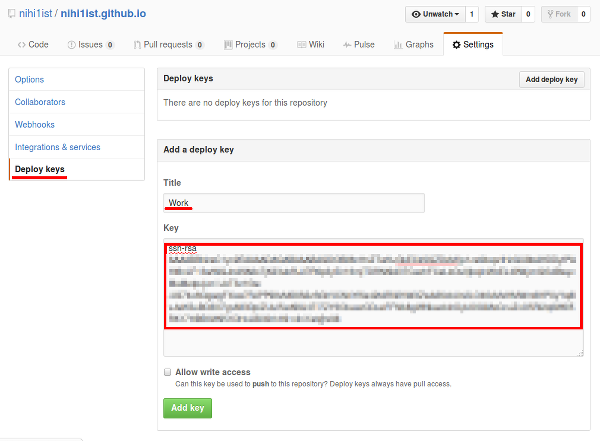 nihi1ist / nihi1ist.github.io
Unwatch 1 Star 0 Fork 0
Code Issues 0 Pull requests 0 Projects 0 Wiki Pulse Graphs Settings
Options
Collaborators
Webhooks
Integrations & services
Deploy keys
Deploy keys
Add deploy key
There are no deploy keys for this repository
Add a deploy key
Title
Work
Key
ssh-rsa
Allow write access
Can this key be used to push to this repository? Deploy keys always have pull access.
Add key